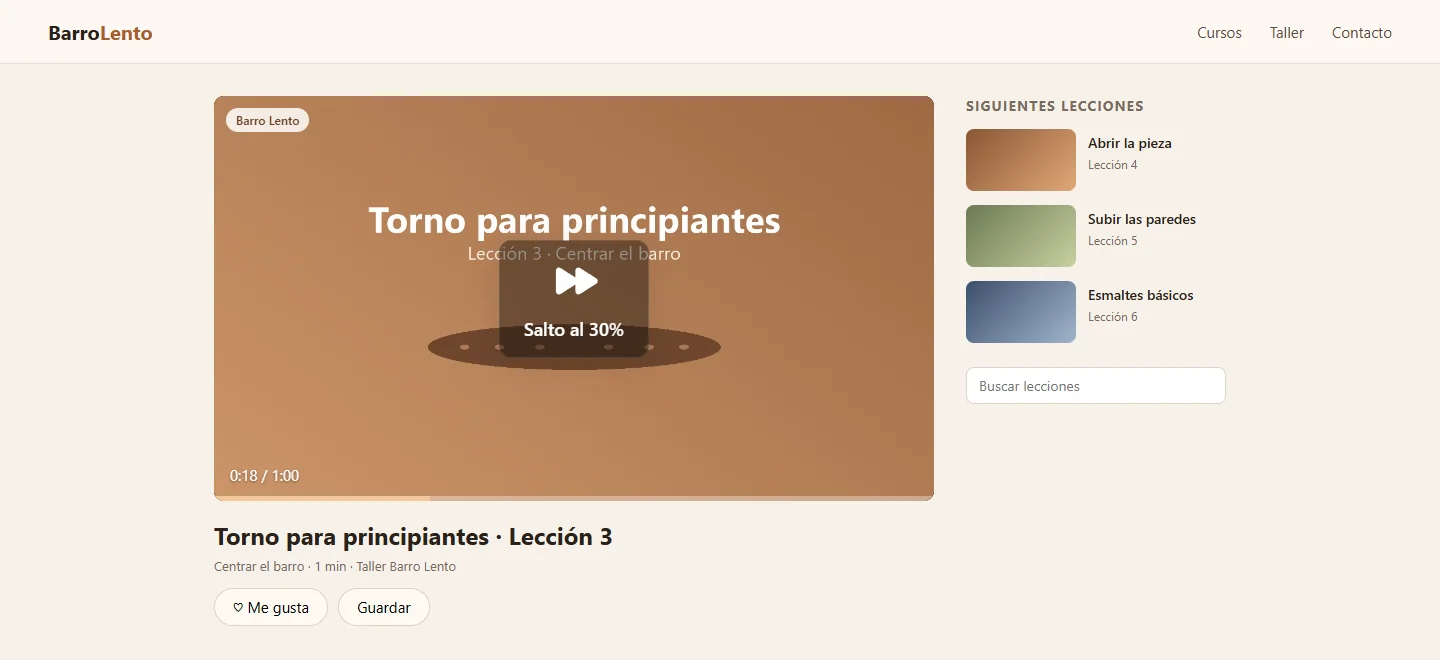 BarroLento
Cursos
Taller
Contacto
Barro Lento
Torno para principiantes
Lección 3 · Centrar el barro
Salto al 30%
0:18 / 1:00
Torno para principiantes · Lección 3
Centrar el barro · 1 min · Taller Barro Lento
♡ Me gusta
Guardar
SIGUIENTES LECCIONES
Abrir la pieza
Lección 4
Subir las paredes
Lección 5
Esmaltes básicos
Lección 6
Buscar lecciones